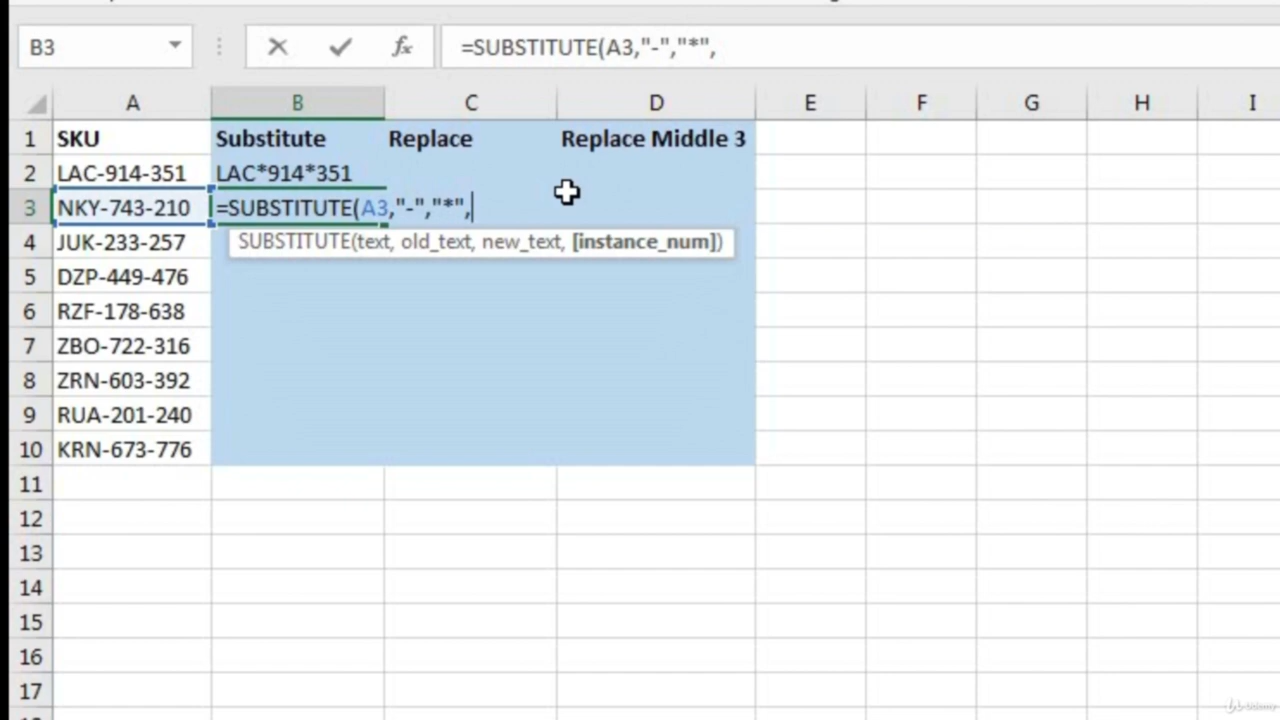 B3 fx =SUBSTITUTE(A3,"-","*",
A B C D E F G H I
1 SKU Substitute Replace Replace Middle 3
2 LAC-914-351 LAC*914*351
3 NKY-743-210 =SUBSTITUTE(A3,"-","*",
SUBSTITUTE(text, old_text, new_text, [instance_num])
4 JUK-233-257
5 DZP-449-476
6 RZF-178-638
7 ZBO-722-316
8 ZRN-603-392
9 RUA-201-240
10 KRN-673-776
11
12
13
14
15
16
17
Udemy